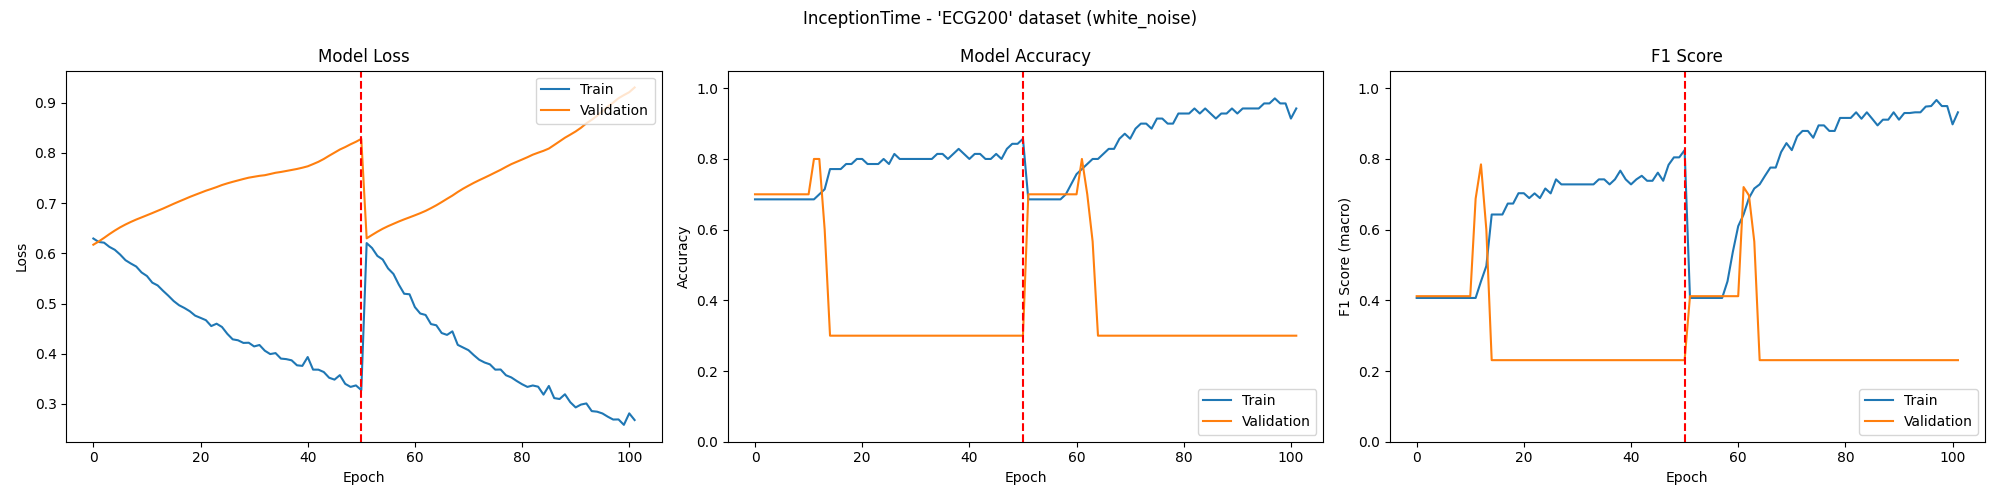 InceptionTime - 'ECG200' dataset (white_noise)
Model Loss
Loss
0.9
0.8
0.7
0.6
0.5
0.4
0.3
0 20 40 60 80 100
Epoch
Train
Validation
Model Accuracy
Accuracy
1.0
0.8
0.6
0.4
0.2
0.0
0 20 40 60 80 100
Epoch
Train
Validation
F1 Score
F1 Score (macro)
1.0
0.8
0.6
0.4
0.2
0.0
0 20 40 60 80 100
Epoch
Train
Validation